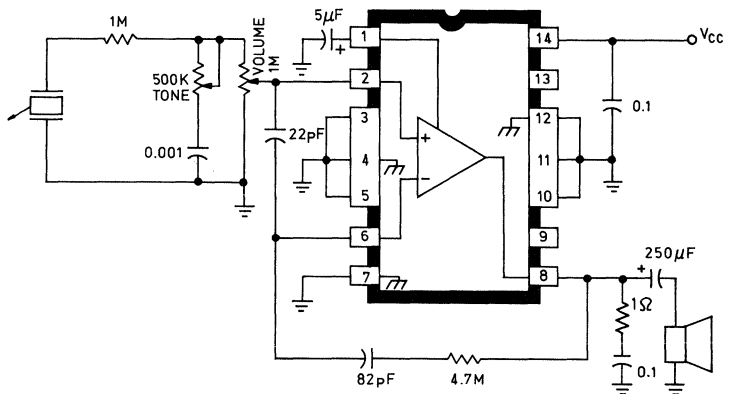 1M
500K
TONE
0.001
VOLUME
1M
22pF
5μF
+
1
2
3
4
5
6
7
+
−
14
13
12
11
10
9
8
VCC
0.1
250μF
+
1Ω
0.1
82pF
4.7M